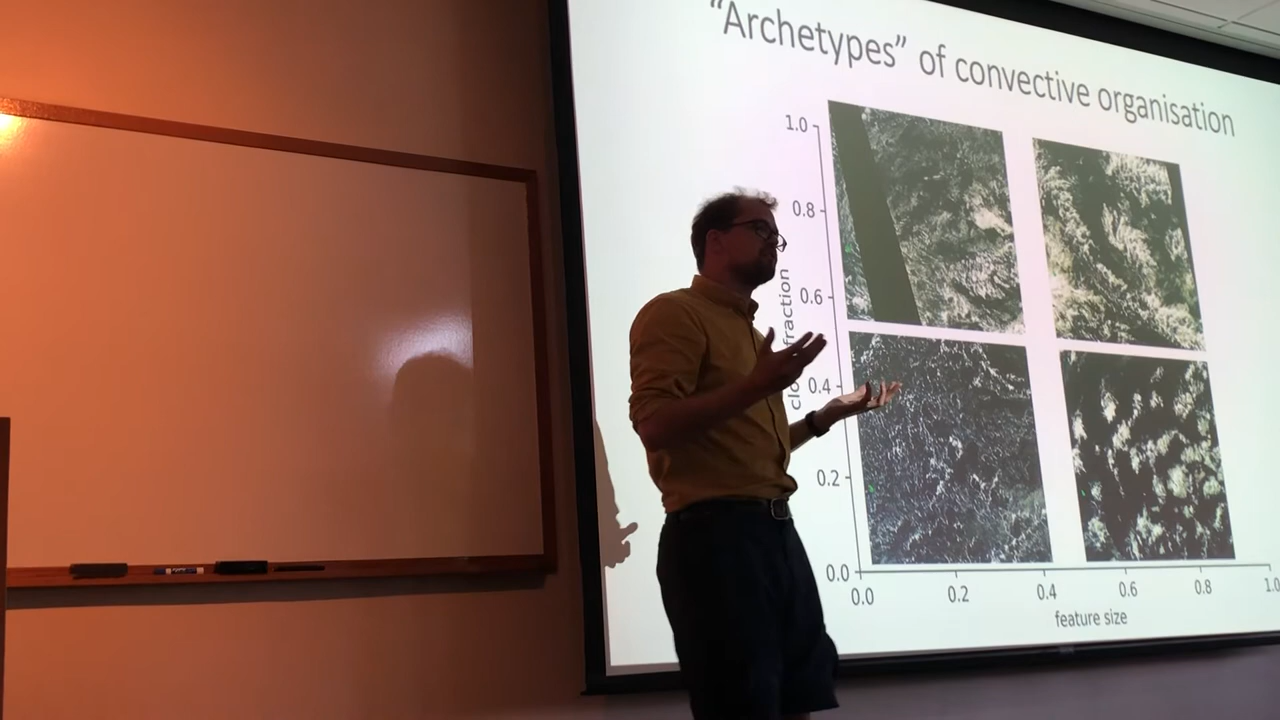 “Archetypes” of convective organisation
1.0
0.8
0.6
0.4
0.2
0.0
fraction
0.0 0.2 0.4 0.6 0.8 1.0
feature size